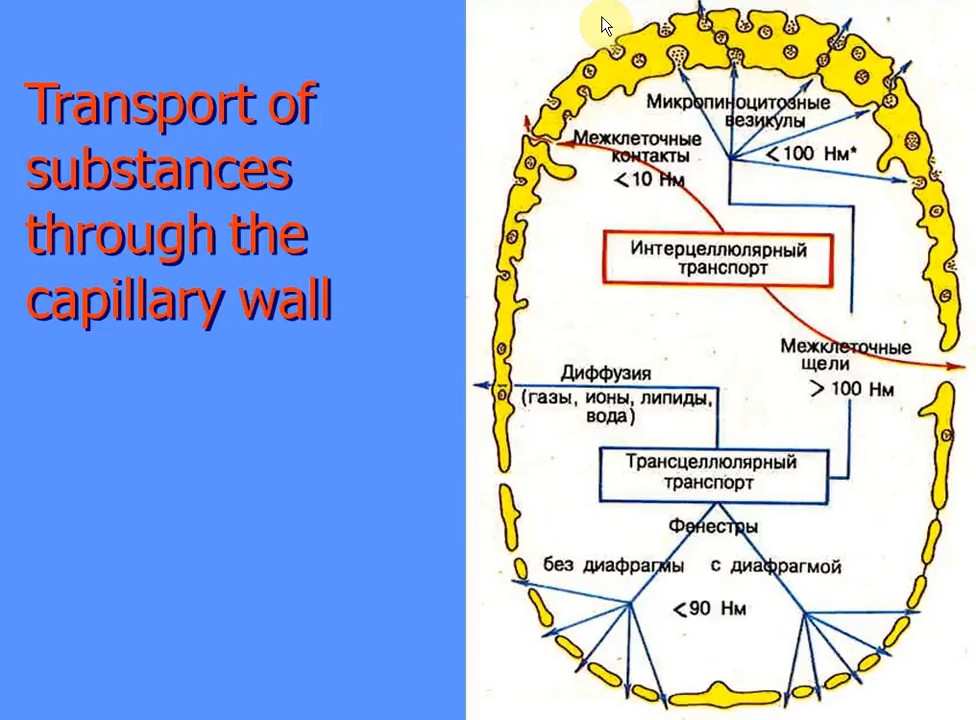 Transport of
substances
through the
capillary wall
Микропиноцитозные
везикулы
<100 Нм*
Межклеточные
контакты
<10 Нм
Интерцеллюлярный
транспорт
Межклеточные
щели
>100 Нм
Диффузия
(газы, ионы, липиды,
вода)
Трансцеллюлярный
транспорт
Фенестры
без диафрагмы с диафрагмой
<90 Нм